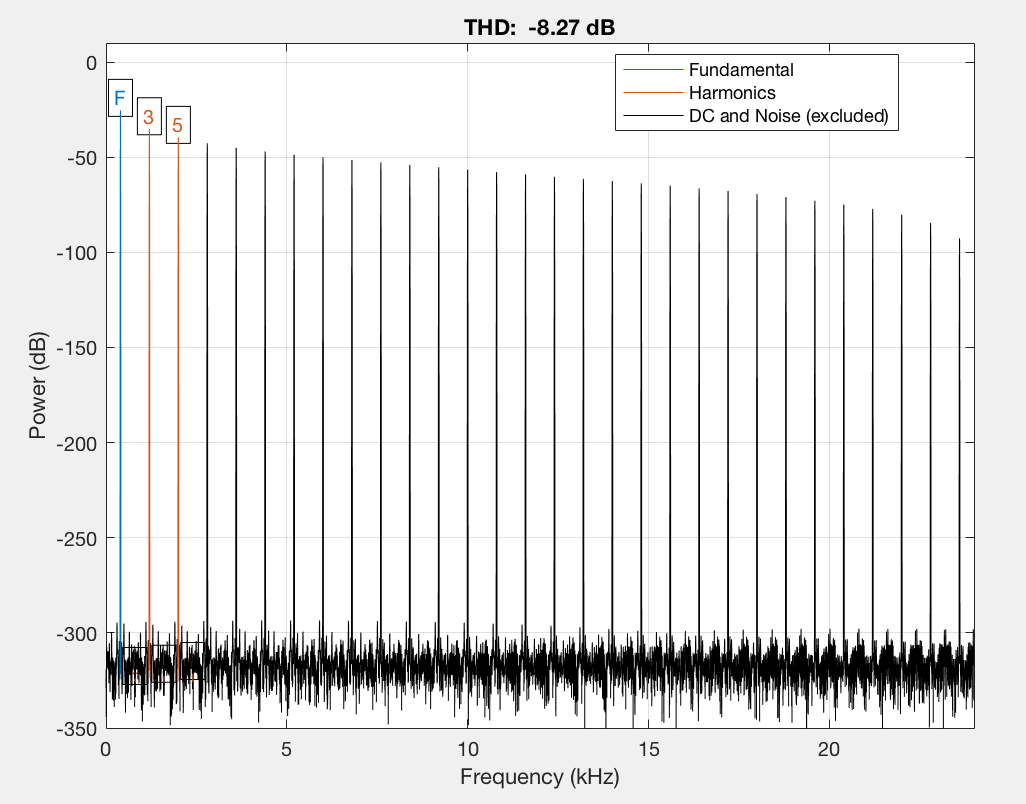 THD:  -8.27 dB
Fundamental
Harmonics
DC and Noise (excluded)
F
3
5
Power (dB)
0
-50
-100
-150
-200
-250
-300
-350
0 5 10 15 20
Frequency (kHz)